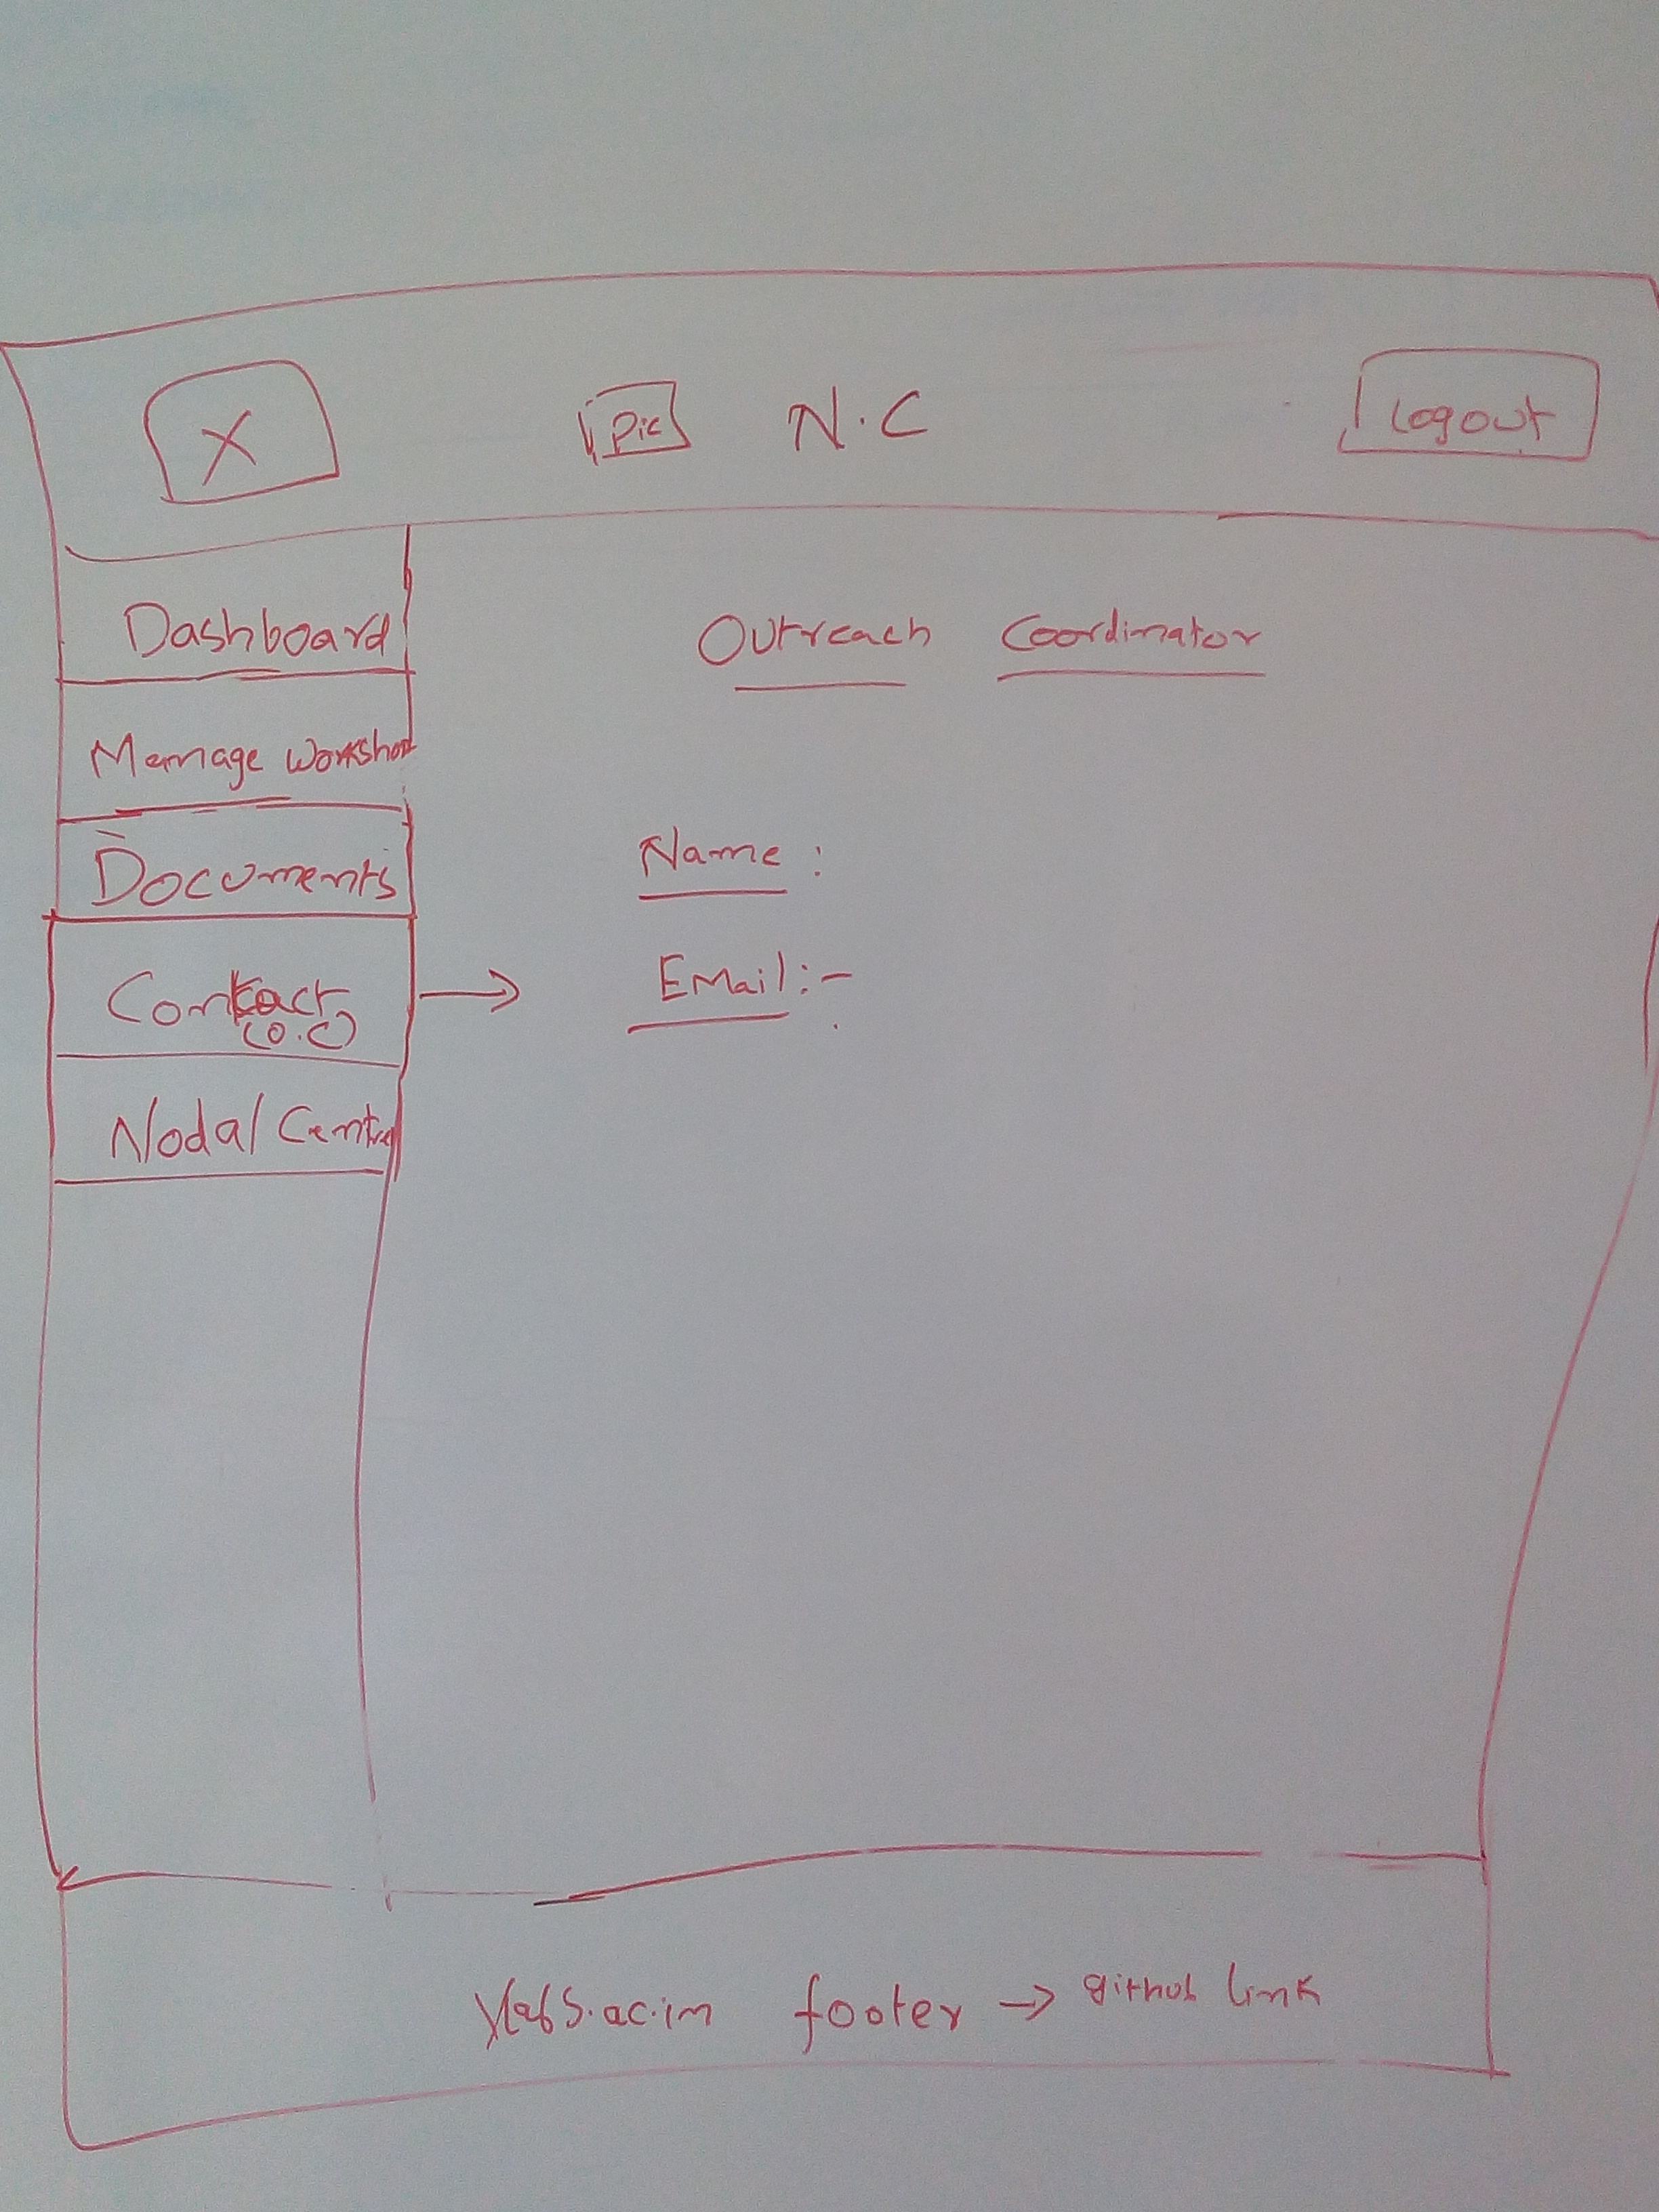 X
Pic N.C Logout
Dashboard
Manage Workshop
Documents
Contact
(O.C)
Nodal Centre
Outreach Coordinator
Name :
Email :-
Vlabs.ac.in footer → github link